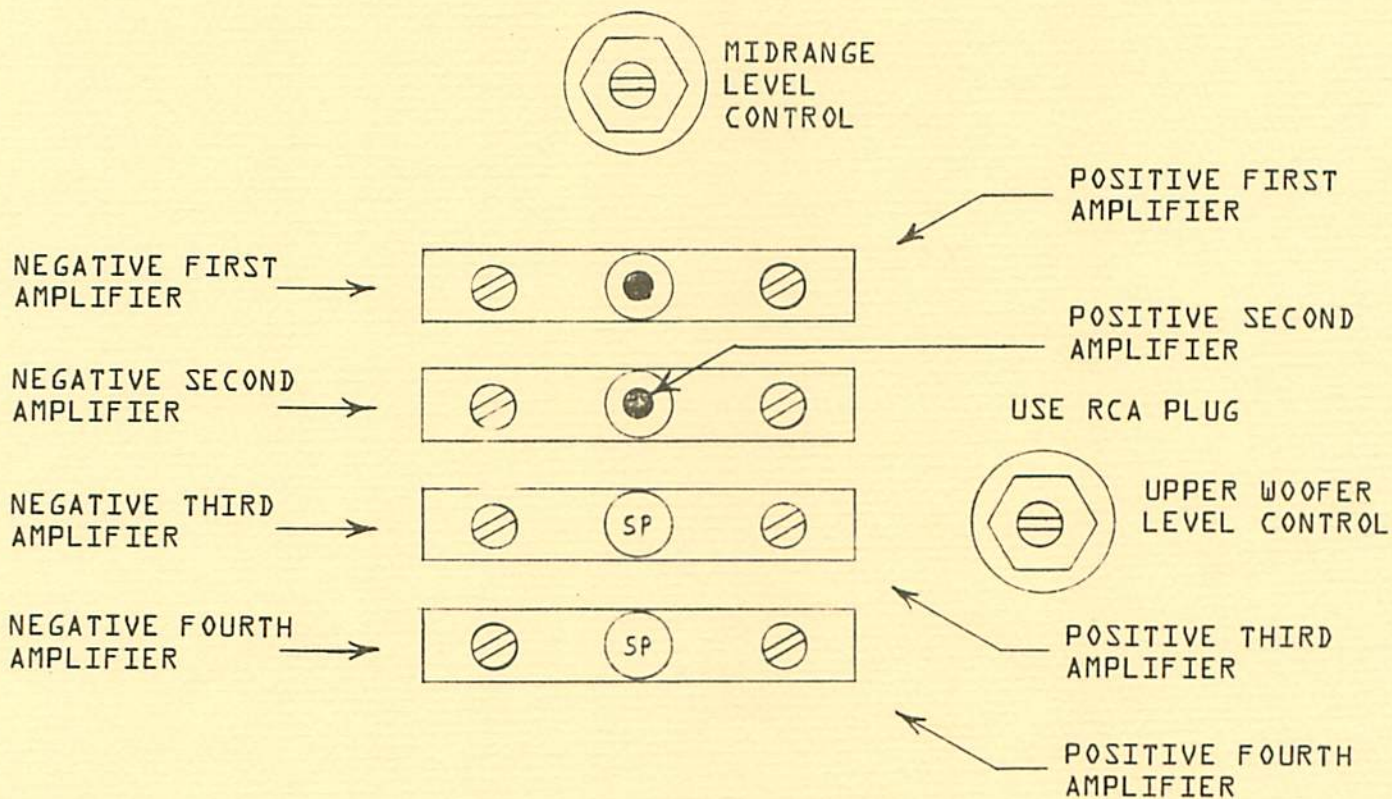 MIDRANGE
LEVEL
CONTROL
POSITIVE FIRST
AMPLIFIER
NEGATIVE FIRST
AMPLIFIER
POSITIVE SECOND
AMPLIFIER
NEGATIVE SECOND
AMPLIFIER
USE RCA PLUG
NEGATIVE THIRD
AMPLIFIER
SP
UPPER WOOFER
LEVEL CONTROL
NEGATIVE FOURTH
AMPLIFIER
SP
POSITIVE THIRD
AMPLIFIER
POSITIVE FOURTH
AMPLIFIER